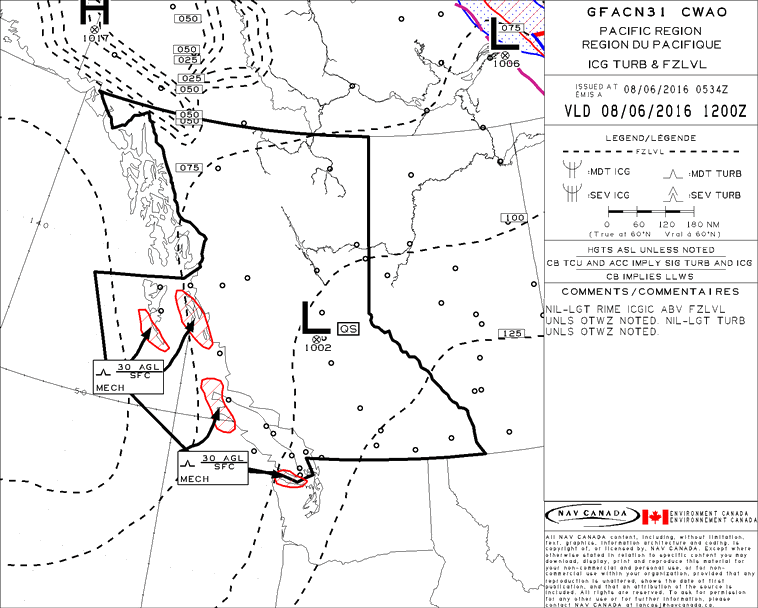 H
1017
050
050
050
025
025
050
050
050
075
140
50
L
1002
QS
30 AGL
SFC
MECH
30 AGL
SFC
MECH
075
L
1006
100
125
GFACN31 CWAO
PACIFIC REGION
REGION DU PACIFIQUE
ICG TURB & FZLVL
ISSUED AT 08/06/2016 0534Z
ÉMIS A
VLD 08/06/2016 1200Z
LEGEND/LÉGENDE
FZLVL
:MDT ICG :MDT TURB
:SEV ICG :SEV TURB
0 60 120 180 NM
(True at 60°N Vrai à 60°N)
HGTS ASL UNLESS NOTED
CB TCU AND ACC IMPLY SIG TURB AND ICG
CB IMPLIES LLWS
COMMENTS/COMMENTAIRES
NIL-LGT RIME ICGIC ABV FZLVL
UNLS OTWZ NOTED. NIL-LGT TURB
UNLS OTWZ NOTED.
NAV CANADA
ENVIRONMENT CANADA
ENVIRONNEMENT CANADA
All NAV CANADA content, including, without limitation,
text, graphics, information architecture and coding, is
copyright of, or licensed by, NAV CANADA. Except where
otherwise stated in relation to specific content you may
download, display, print and reproduce this material for
your non-commercial and personal use, or for non-
commercial use within your organization, provided that any
reproduction is unaltered, shows the date of first
publication, and that an attribution of the source is
included. All rights are reserved. To ask for permission
for any other use or for further information, please
contact NAV CANADA at